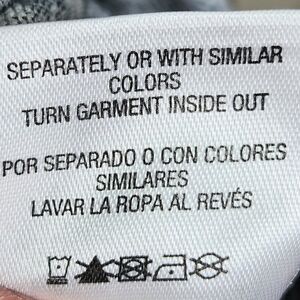 SEPARATELY OR WITH SIMILAR
COLORS
TURN GARMENT INSIDE OUT
POR SEPARADO O CON COLORES
SIMILARES
LAVAR LA ROPA AL REVÉS